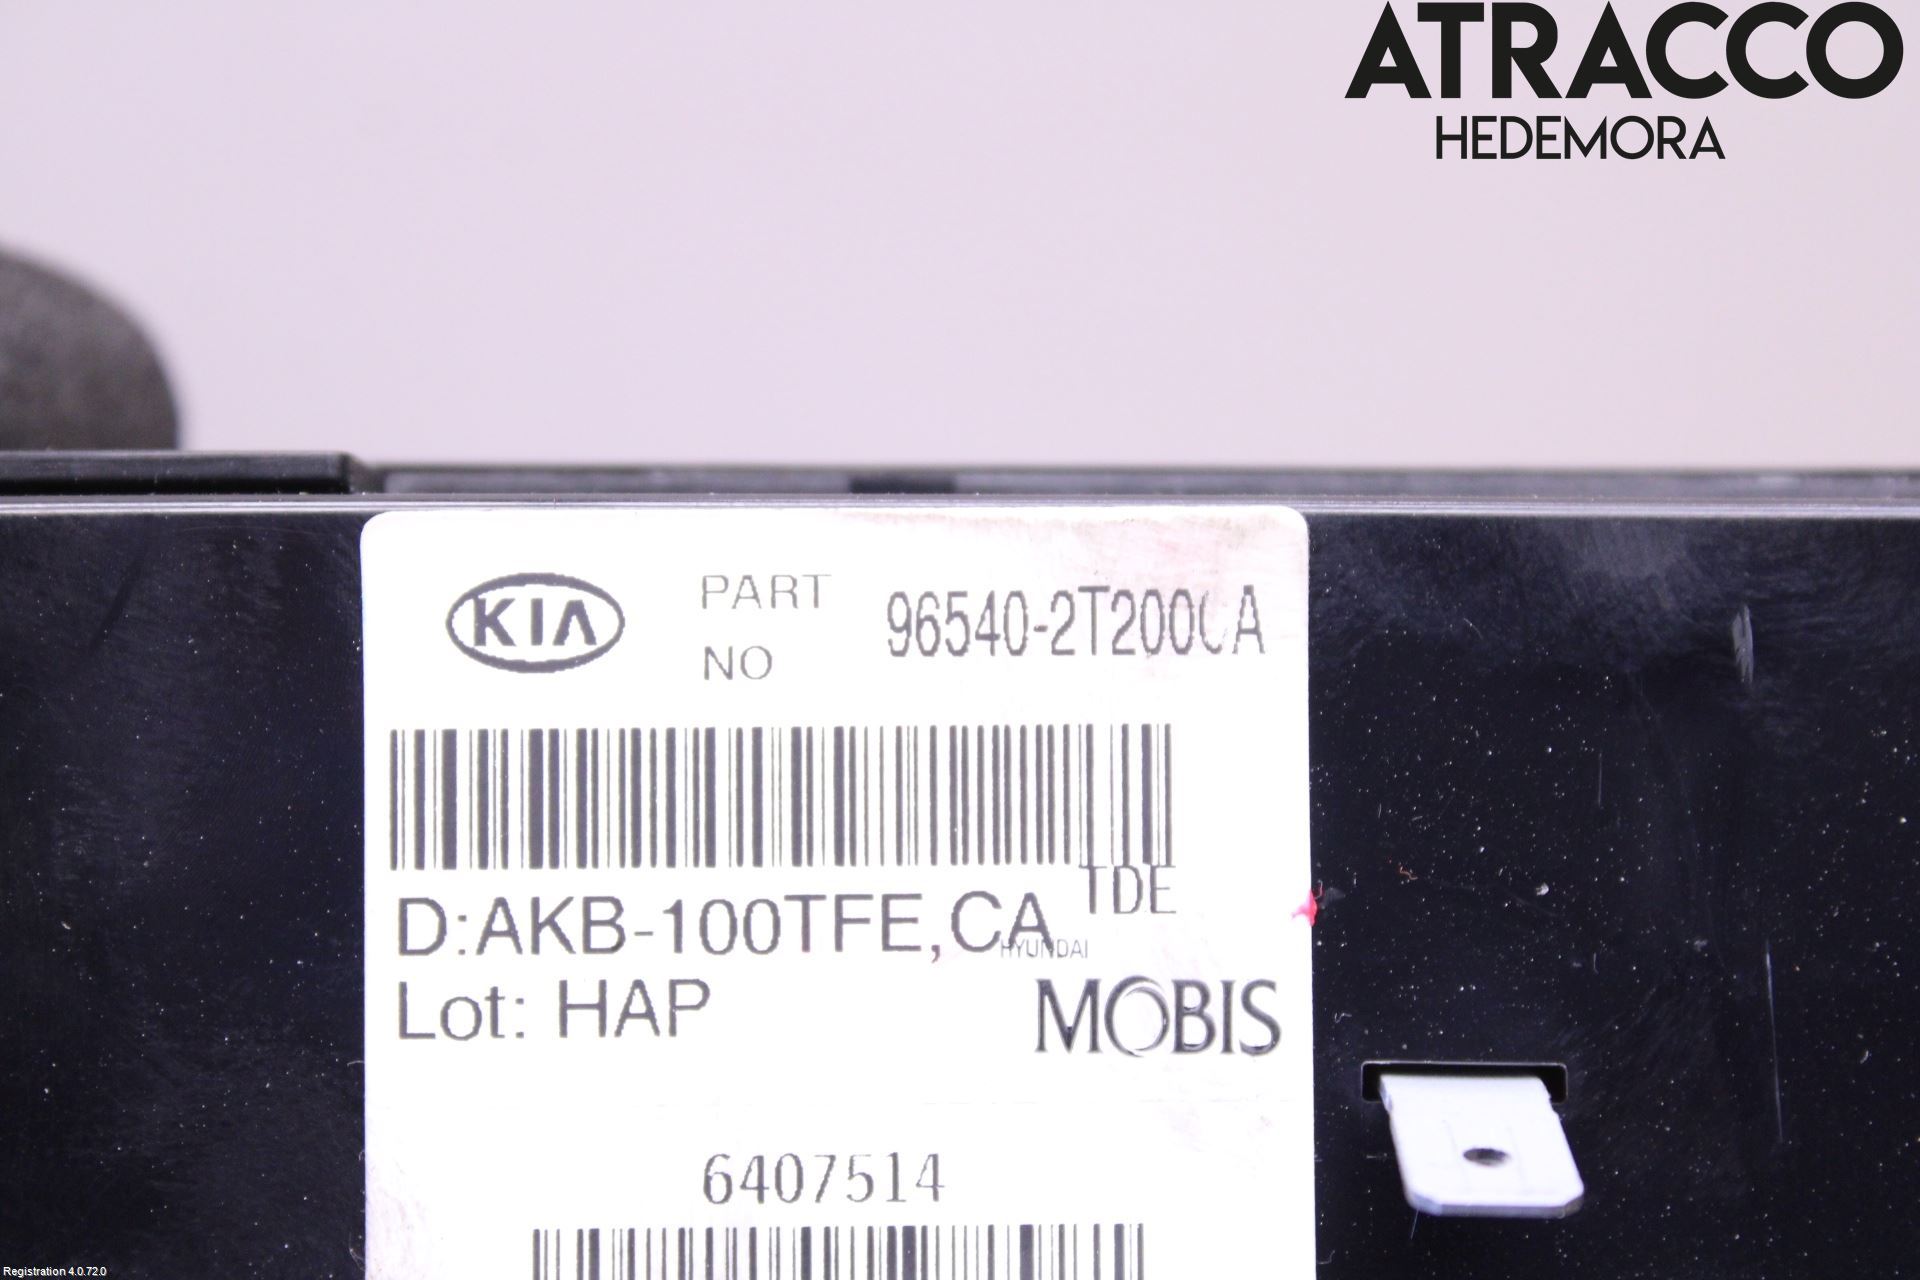 ATRACCO
HEDEMORA
KIA
PART
NO
96540-2T200CA
D:AKB-100TFE,CA
TDE
HYUNDAI
MOBIS
Lot: HAP
6407514
Registration 4.0.72.0